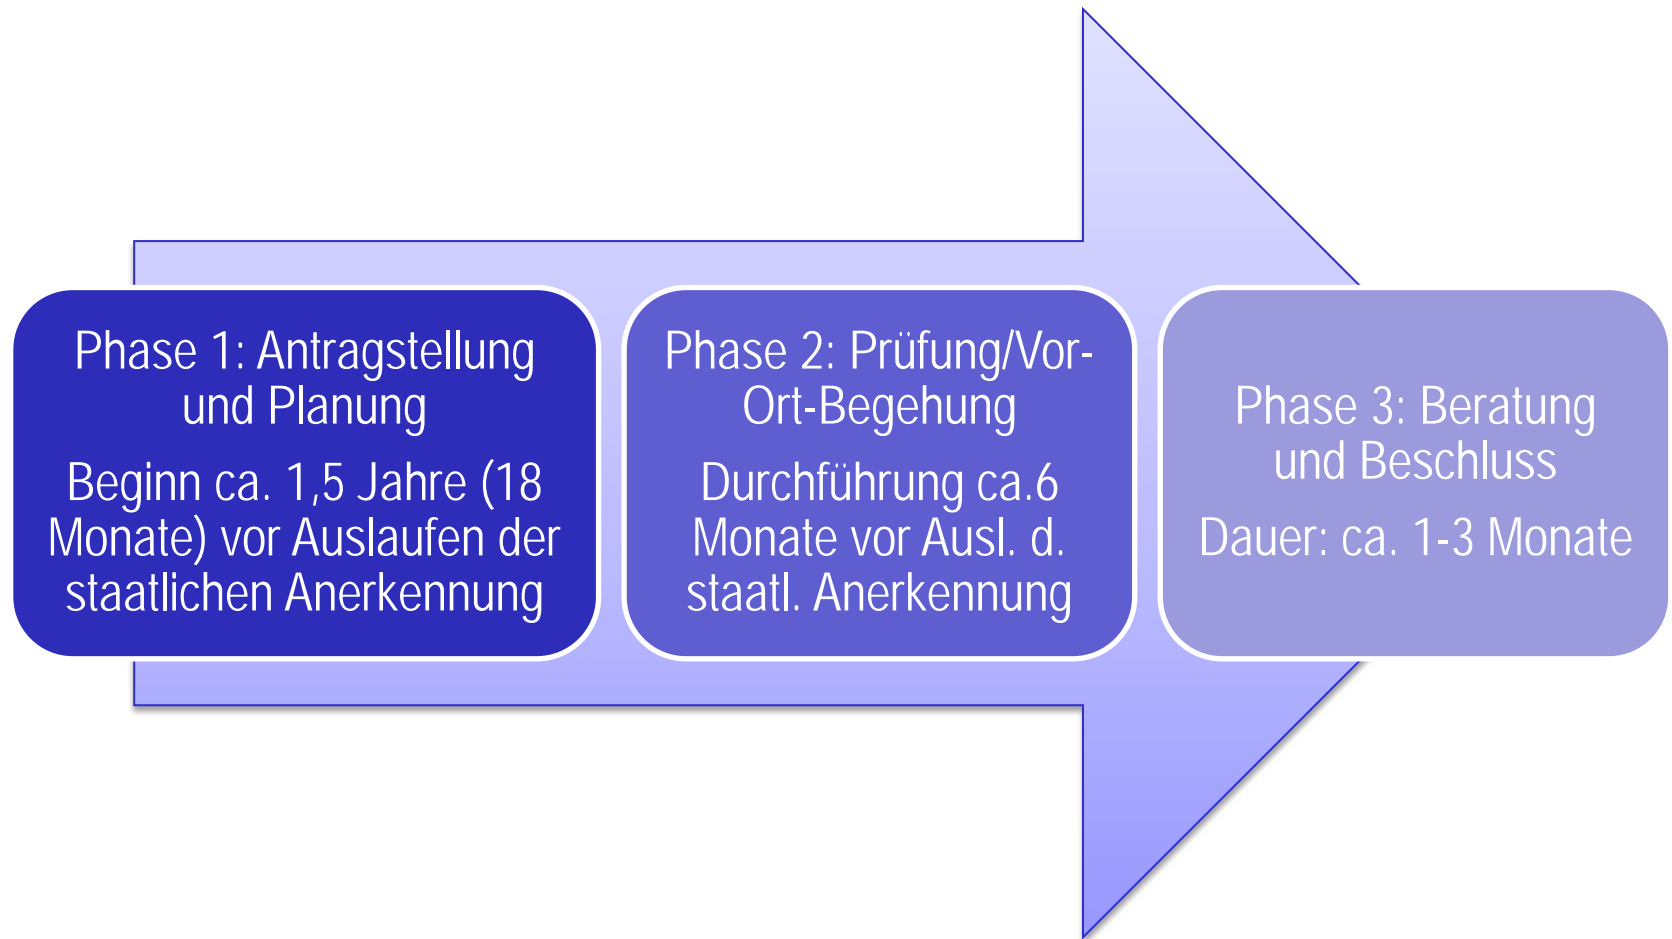 Phase 1: Antragstellung
und Planung
Beginn ca. 1,5 Jahre (18
Monate) vor Auslaufen der
staatlichen Anerkennung
Phase 2: Prüfung/Vor-
Ort-Begehung
Durchführung ca.6
Monate vor Ausl. d.
staatl. Anerkennung
Phase 3: Beratung
und Beschluss
Dauer: ca. 1-3 Monate